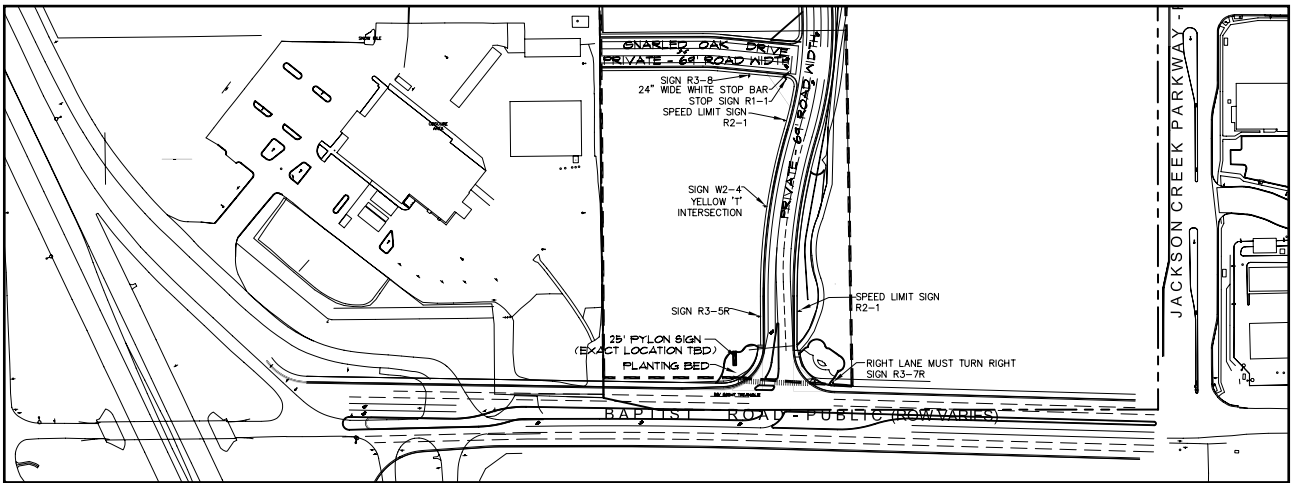 GNARLED OAK DRIVE
PRIVATE - 69' ROAD WIDTH
SIGN R3-8
24" WIDE WHITE STOP BAR
STOP SIGN R1-1
SPEED LIMIT SIGN
R2-1
PRIVATE - 69' ROAD WIDTH
SIGN W2-4
YELLOW 'T'
INTERSECTION
SIGN R3-5R
SPEED LIMIT SIGN
R2-1
25' PYLON SIGN
(EXACT LOCATION TBD)
PLANTING BED
RIGHT LANE MUST TURN RIGHT
SIGN R3-7R
BAPTIST ROAD - PUBLIC (ROW VARIES)
JACKSON CREEK PARKWAY -